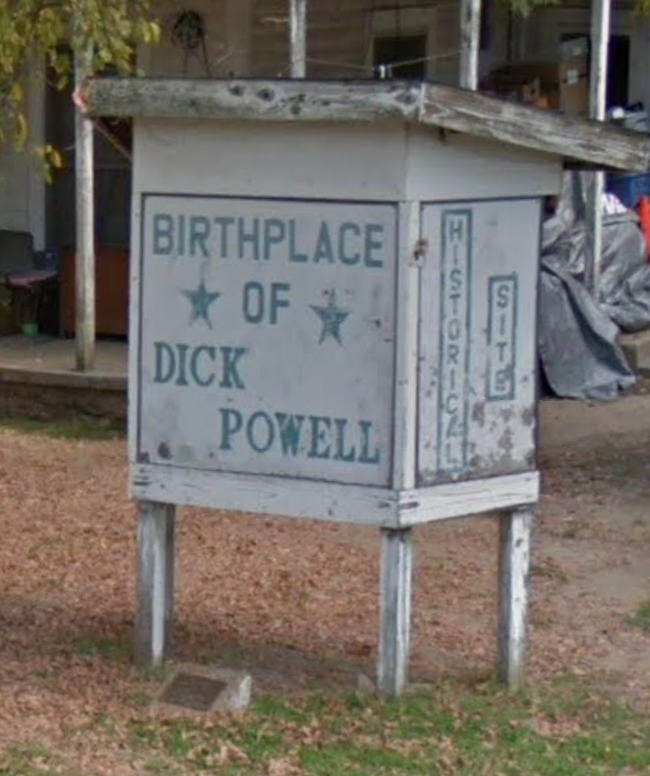 BIRTHPLACE
OF
DICK
POWELL
HISTORICAL
SITE